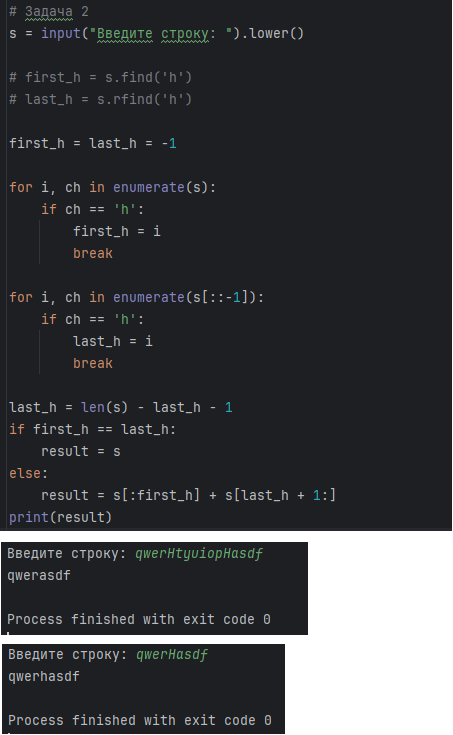 # Задача 2
s = input("Введите строку: ").lower()
# first_h = s.find('h')
# last_h = s.rfind('h')
first_h = last_h = -1
for i, ch in enumerate(s):
if ch == 'h':
first_h = i
break
for i, ch in enumerate(s[::-1]):
if ch == 'h':
last_h = i
break
last_h = len(s) - last_h - 1
if first_h == last_h:
result = s
else:
result = s[:first_h] + s[last_h + 1:]
print(result)
Введите строку: qwerHtyuiopHasdf
qwerasdf
Process finished with exit code 0
Введите строку: qwerHasdf
qwerhasdf
Process finished with exit code 0